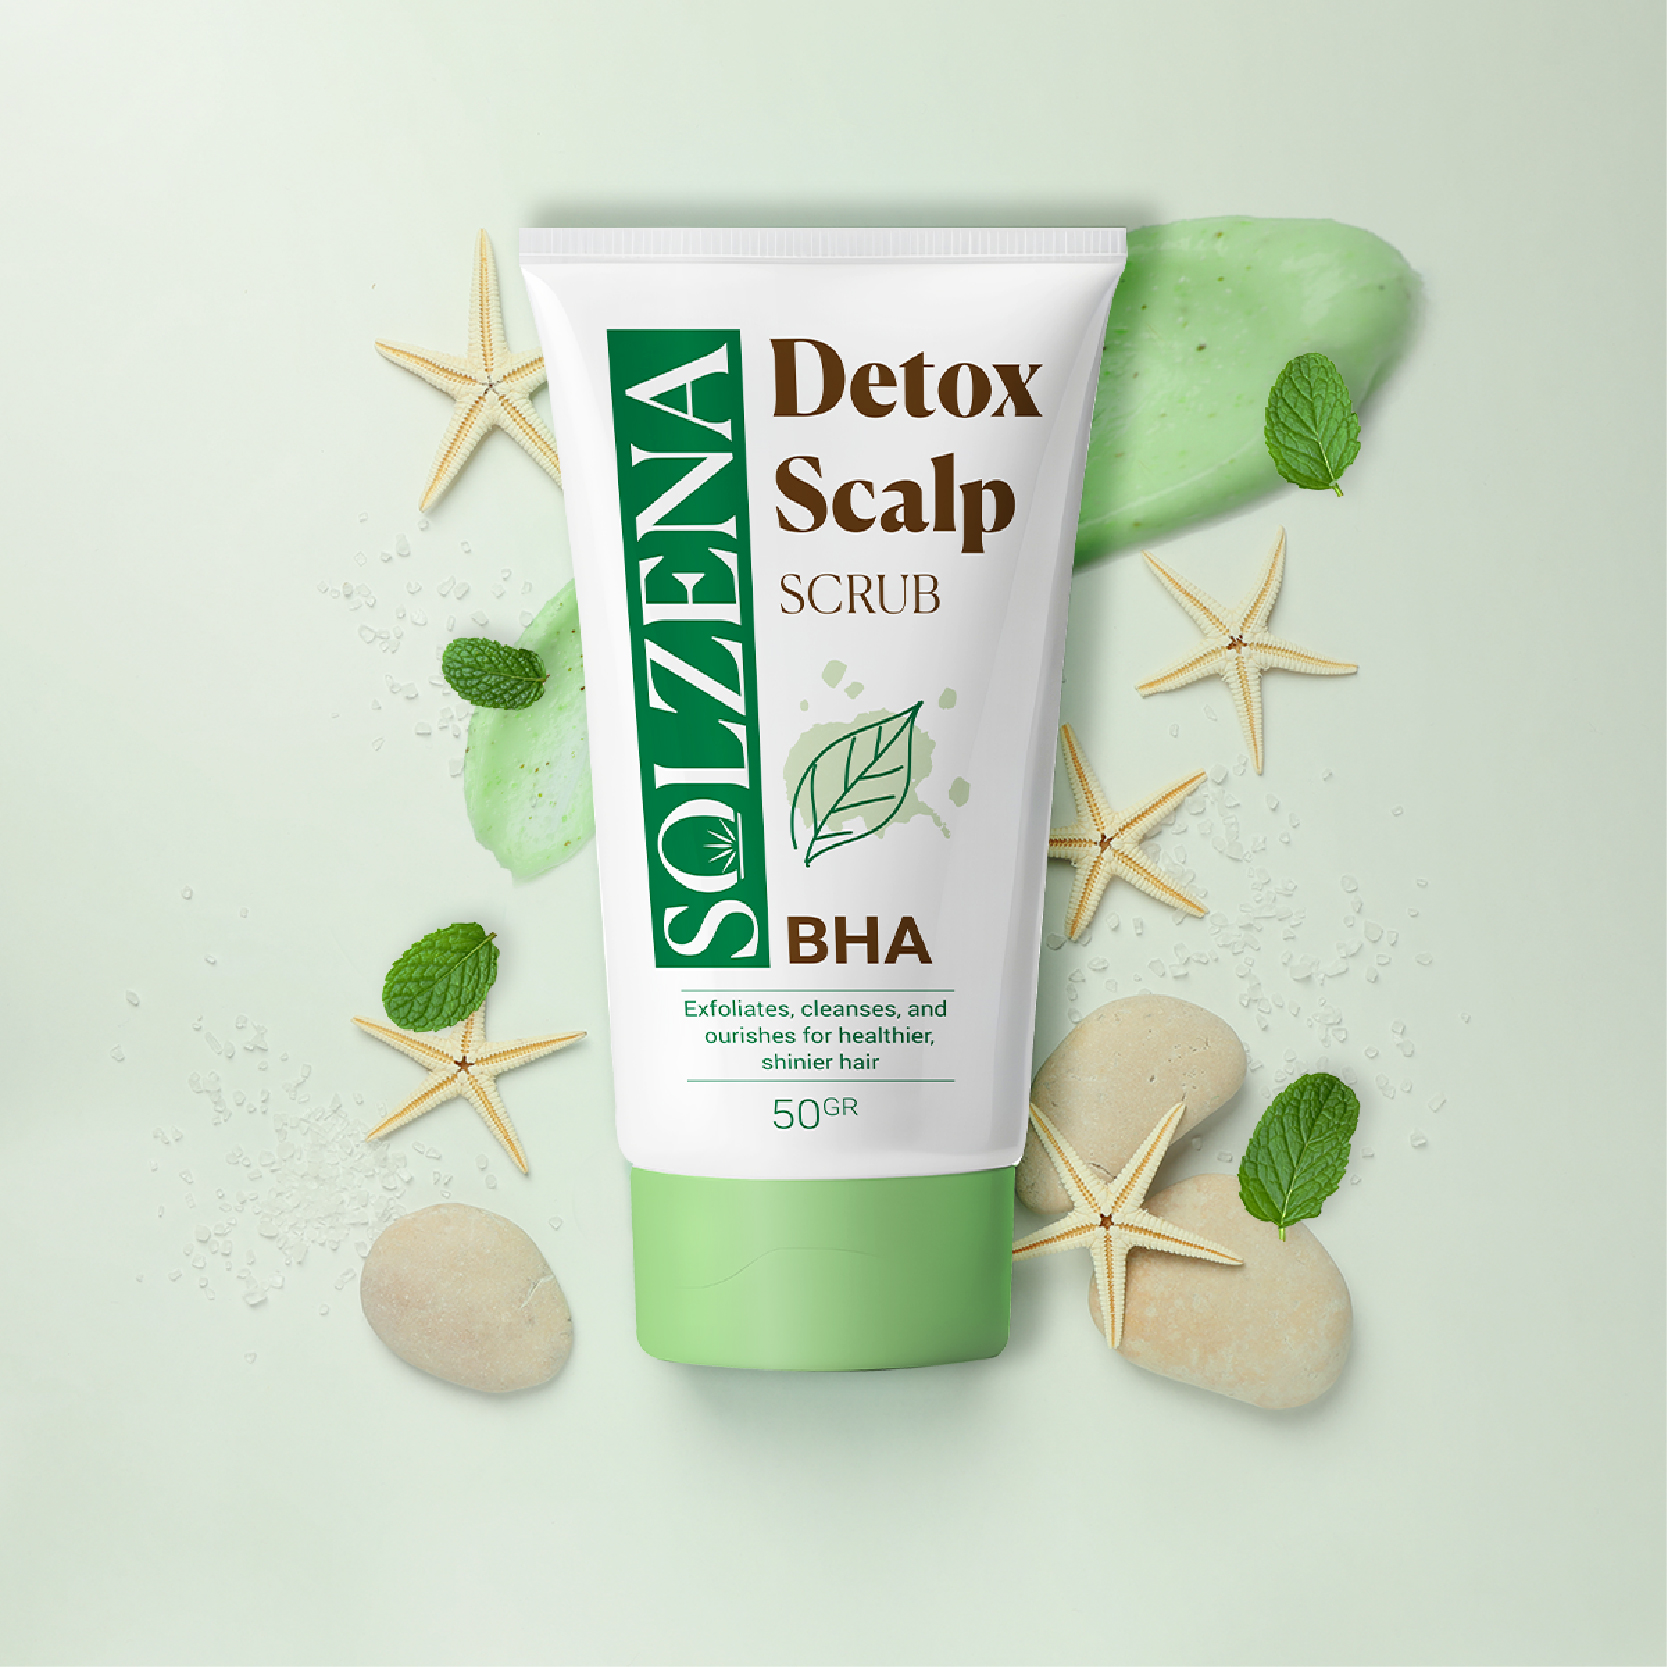 SOLZENA
Detox
Scalp
SCRUB
BHA
Exfoliates, cleanses, and
ourishes for healthier,
shinier hair
50GR